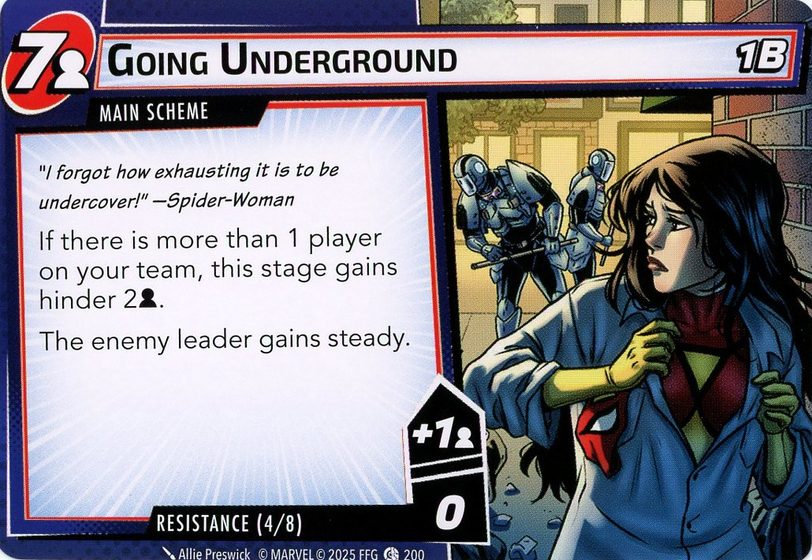 7 GOING UNDERGROUND 1B
MAIN SCHEME
"I forgot how exhausting it is to be
undercover!" —Spider-Woman
If there is more than 1 player
on your team, this stage gains
hinder 2.
The enemy leader gains steady.
+1
0
RESISTANCE (4/8)
Allie Preswick © MARVEL © 2025 FFG 200